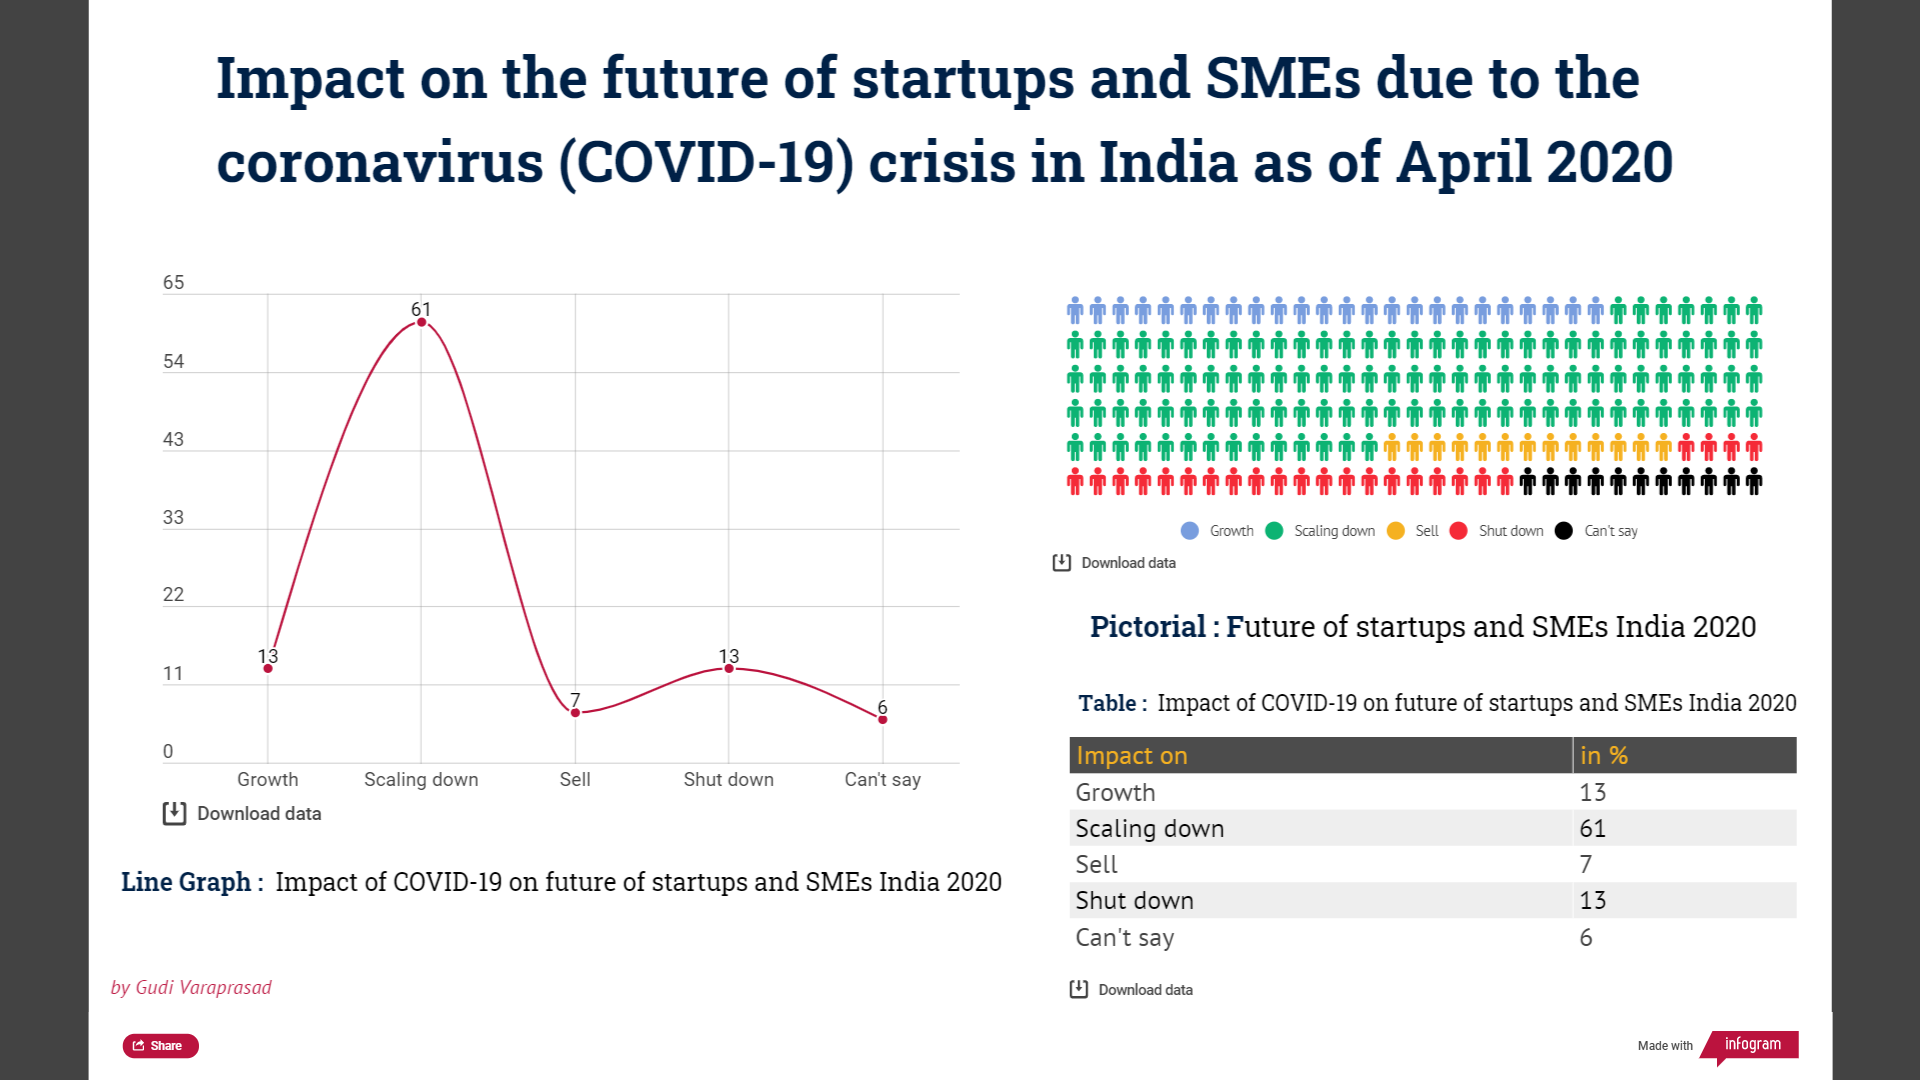 Impact on the future of startups and SMEs due to the
coronavirus (COVID-19) crisis in India as of April 2020
65
54
43
33
22
11
0
13
61
7
13
6
Growth Scaling down Sell Shut down Can't say
Download data
Line Graph : Impact of COVID-19 on future of startups and SMEs India 2020
by Gudi Varaprasad
Share
Growth Scaling down Sell Shut down Can't say
Download data
Pictorial : Future of startups and SMEs India 2020
Table : Impact of COVID-19 on future of startups and SMEs India 2020
Impact on in %
Growth 13
Scaling down 61
Sell 7
Shut down 13
Can't say 6
Download data
Made with infogram